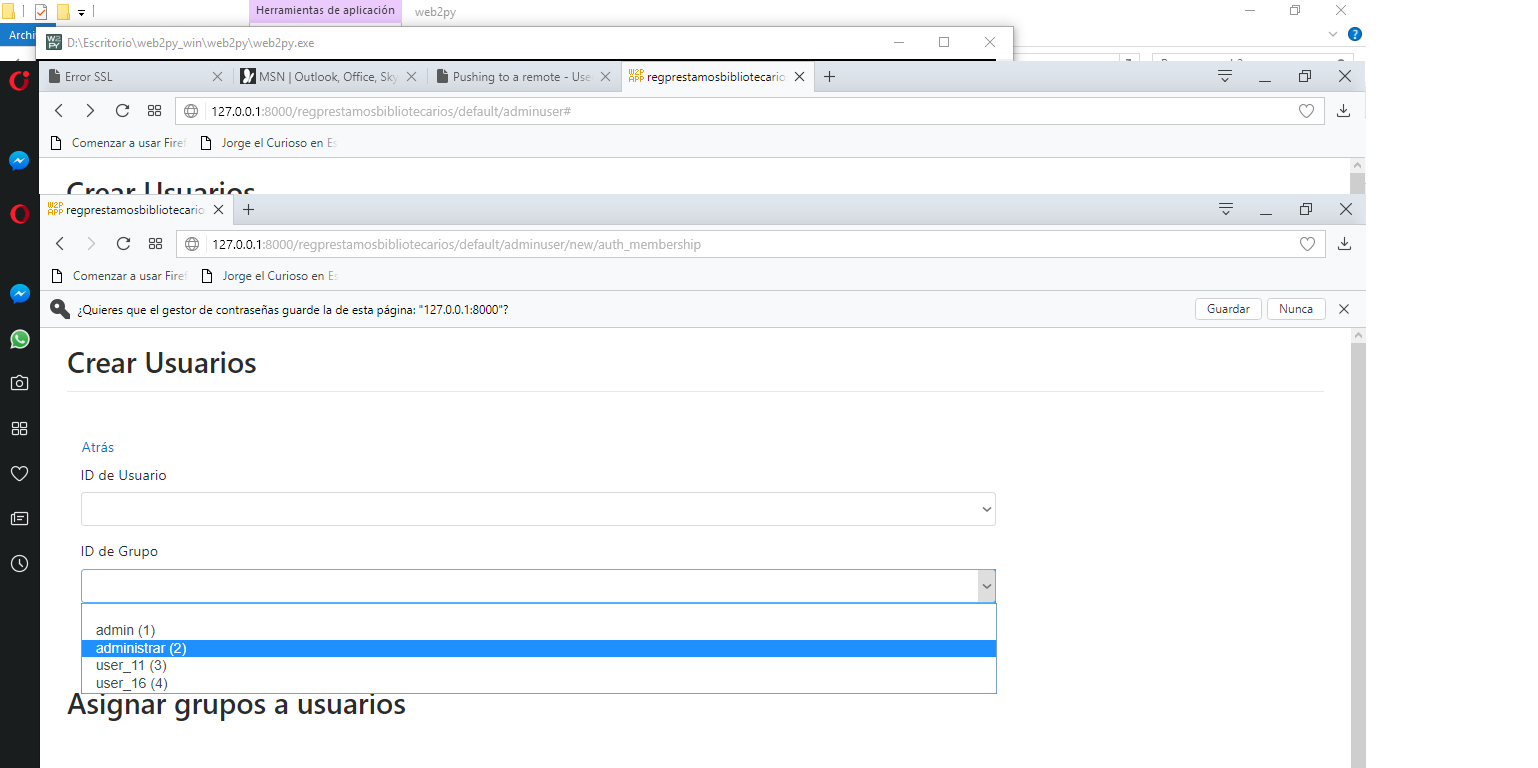 Herramientas de aplicación
web2py
Archi
D:\Escritorio\web2py_win\web2py\web2py.exe
Error SSL
MSN | Outlook, Office, Sky
Pushing to a remote - Use
regprestamosbibliotecario
127.0.0.1:8000/regprestamosbibliotecarios/default/adminuser#
Comenzar a usar Firef
Jorge el Curioso en Es
Crear Usuarios
regprestamosbibliotecario
127.0.0.1:8000/regprestamosbibliotecarios/default/adminuser/new/auth_membership
Comenzar a usar Firef
Jorge el Curioso en Es
¿Quieres que el gestor de contraseñas guarde la de esta página: "127.0.0.1:8000"?
Guardar
Nunca
Crear Usuarios
Atrás
ID de Usuario
ID de Grupo
admin (1)
administrar (2)
user_11 (3)
user_16 (4)
Asignar grupos a usuarios